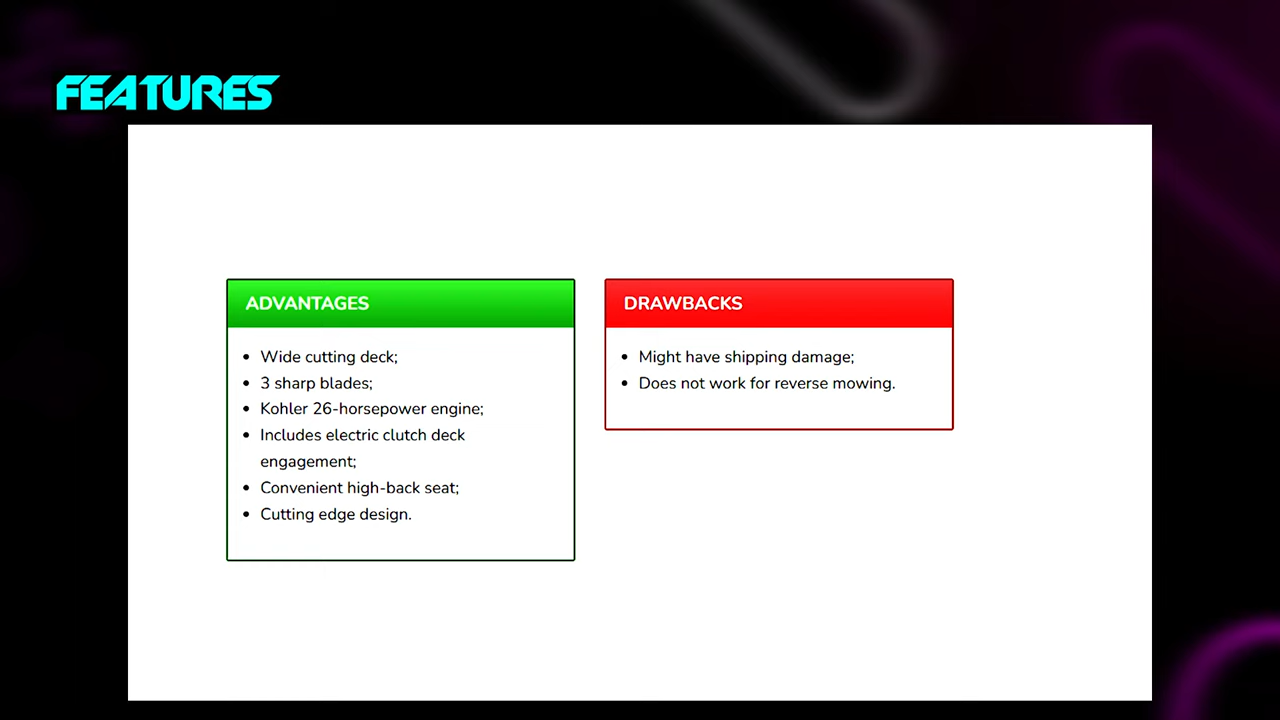 FEATURES
ADVANTAGES
Wide cutting deck;
3 sharp blades;
Kohler 26-horsepower engine;
Includes electric clutch deck
engagement;
Convenient high-back seat;
Cutting edge design.
DRAWBACKS
Might have shipping damage;
Does not work for reverse mowing.